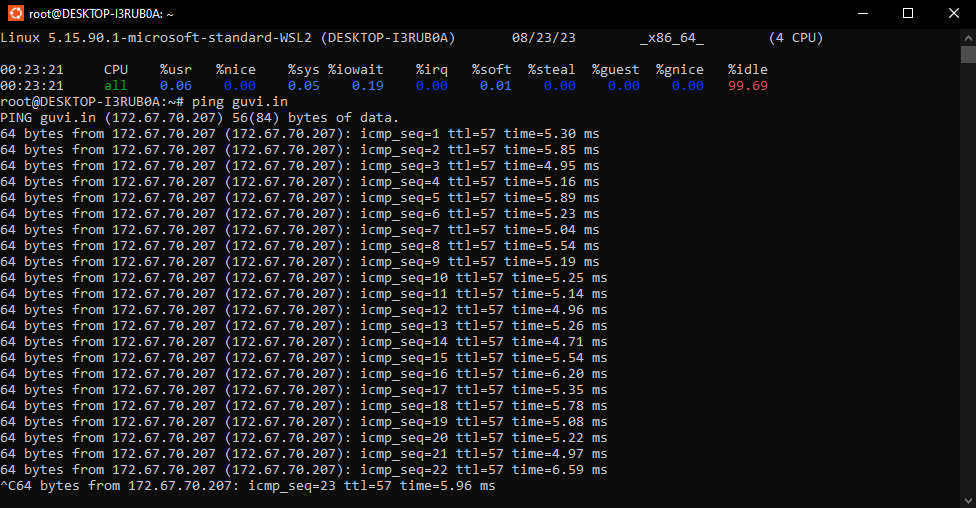 root@DESKTOP-I3RUB0A: ~
Linux 5.15.90.1-microsoft-standard-WSL2 (DESKTOP-I3RUB0A) 08/23/23 _x86_64_ (4 CPU)
00:23:21 CPU %usr %nice %sys %iowait %irq %soft %steal %guest %gnice %idle
00:23:21 all 0.06 0.00 0.05 0.19 0.00 0.01 0.00 0.00 0.00 99.69
root@DESKTOP-I3RUB0A:~# ping guvi.in
PING guvi.in (172.67.70.207) 56(84) bytes of data.
64 bytes from 172.67.70.207 (172.67.70.207): icmp_seq=1 ttl=57 time=5.30 ms
64 bytes from 172.67.70.207 (172.67.70.207): icmp_seq=2 ttl=57 time=5.85 ms
64 bytes from 172.67.70.207 (172.67.70.207): icmp_seq=3 ttl=57 time=4.95 ms
64 bytes from 172.67.70.207 (172.67.70.207): icmp_seq=4 ttl=57 time=5.16 ms
64 bytes from 172.67.70.207 (172.67.70.207): icmp_seq=5 ttl=57 time=5.89 ms
64 bytes from 172.67.70.207 (172.67.70.207): icmp_seq=6 ttl=57 time=5.23 ms
64 bytes from 172.67.70.207 (172.67.70.207): icmp_seq=7 ttl=57 time=5.04 ms
64 bytes from 172.67.70.207 (172.67.70.207): icmp_seq=8 ttl=57 time=5.54 ms
64 bytes from 172.67.70.207 (172.67.70.207): icmp_seq=9 ttl=57 time=5.19 ms
64 bytes from 172.67.70.207 (172.67.70.207): icmp_seq=10 ttl=57 time=5.25 ms
64 bytes from 172.67.70.207 (172.67.70.207): icmp_seq=11 ttl=57 time=5.14 ms
64 bytes from 172.67.70.207 (172.67.70.207): icmp_seq=12 ttl=57 time=4.96 ms
64 bytes from 172.67.70.207 (172.67.70.207): icmp_seq=13 ttl=57 time=5.26 ms
64 bytes from 172.67.70.207 (172.67.70.207): icmp_seq=14 ttl=57 time=4.71 ms
64 bytes from 172.67.70.207 (172.67.70.207): icmp_seq=15 ttl=57 time=5.54 ms
64 bytes from 172.67.70.207 (172.67.70.207): icmp_seq=16 ttl=57 time=6.20 ms
64 bytes from 172.67.70.207 (172.67.70.207): icmp_seq=17 ttl=57 time=5.35 ms
64 bytes from 172.67.70.207 (172.67.70.207): icmp_seq=18 ttl=57 time=5.78 ms
64 bytes from 172.67.70.207 (172.67.70.207): icmp_seq=19 ttl=57 time=5.08 ms
64 bytes from 172.67.70.207 (172.67.70.207): icmp_seq=20 ttl=57 time=5.22 ms
64 bytes from 172.67.70.207 (172.67.70.207): icmp_seq=21 ttl=57 time=4.97 ms
64 bytes from 172.67.70.207 (172.67.70.207): icmp_seq=22 ttl=57 time=6.59 ms
^C64 bytes from 172.67.70.207: icmp_seq=23 ttl=57 time=5.96 ms